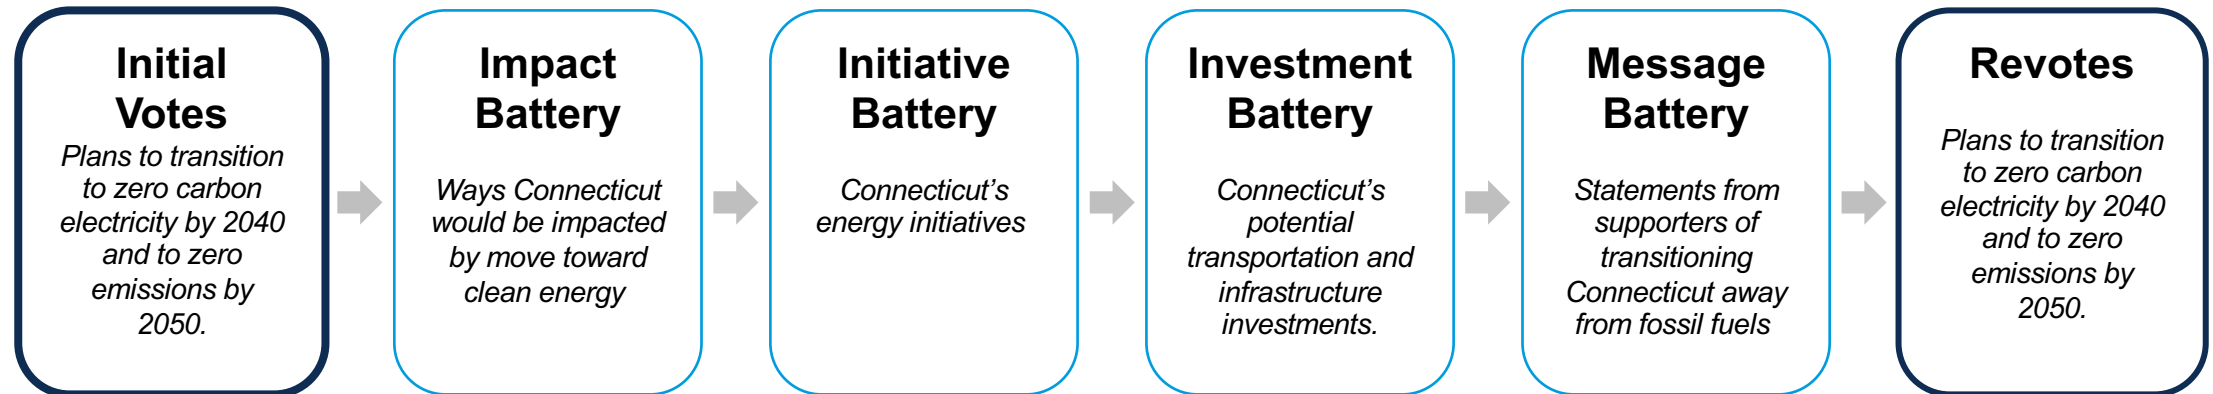 Initial
Votes
Plans to transition
to zero carbon
electricity by 2040
and to zero
emissions by
2050.
Impact
Battery
Ways Connecticut
would be impacted
by move toward
clean energy
Initiative
Battery
Connecticut’s
energy initiatives
Investment
Battery
Connecticut’s
potential
transportation and
infrastructure
investments.
Message
Battery
Statements from
supporters of
transitioning
Connecticut away
from fossil fuels
Revotes
Plans to transition
to zero carbon
electricity by 2040
and to zero
emissions by
2050.